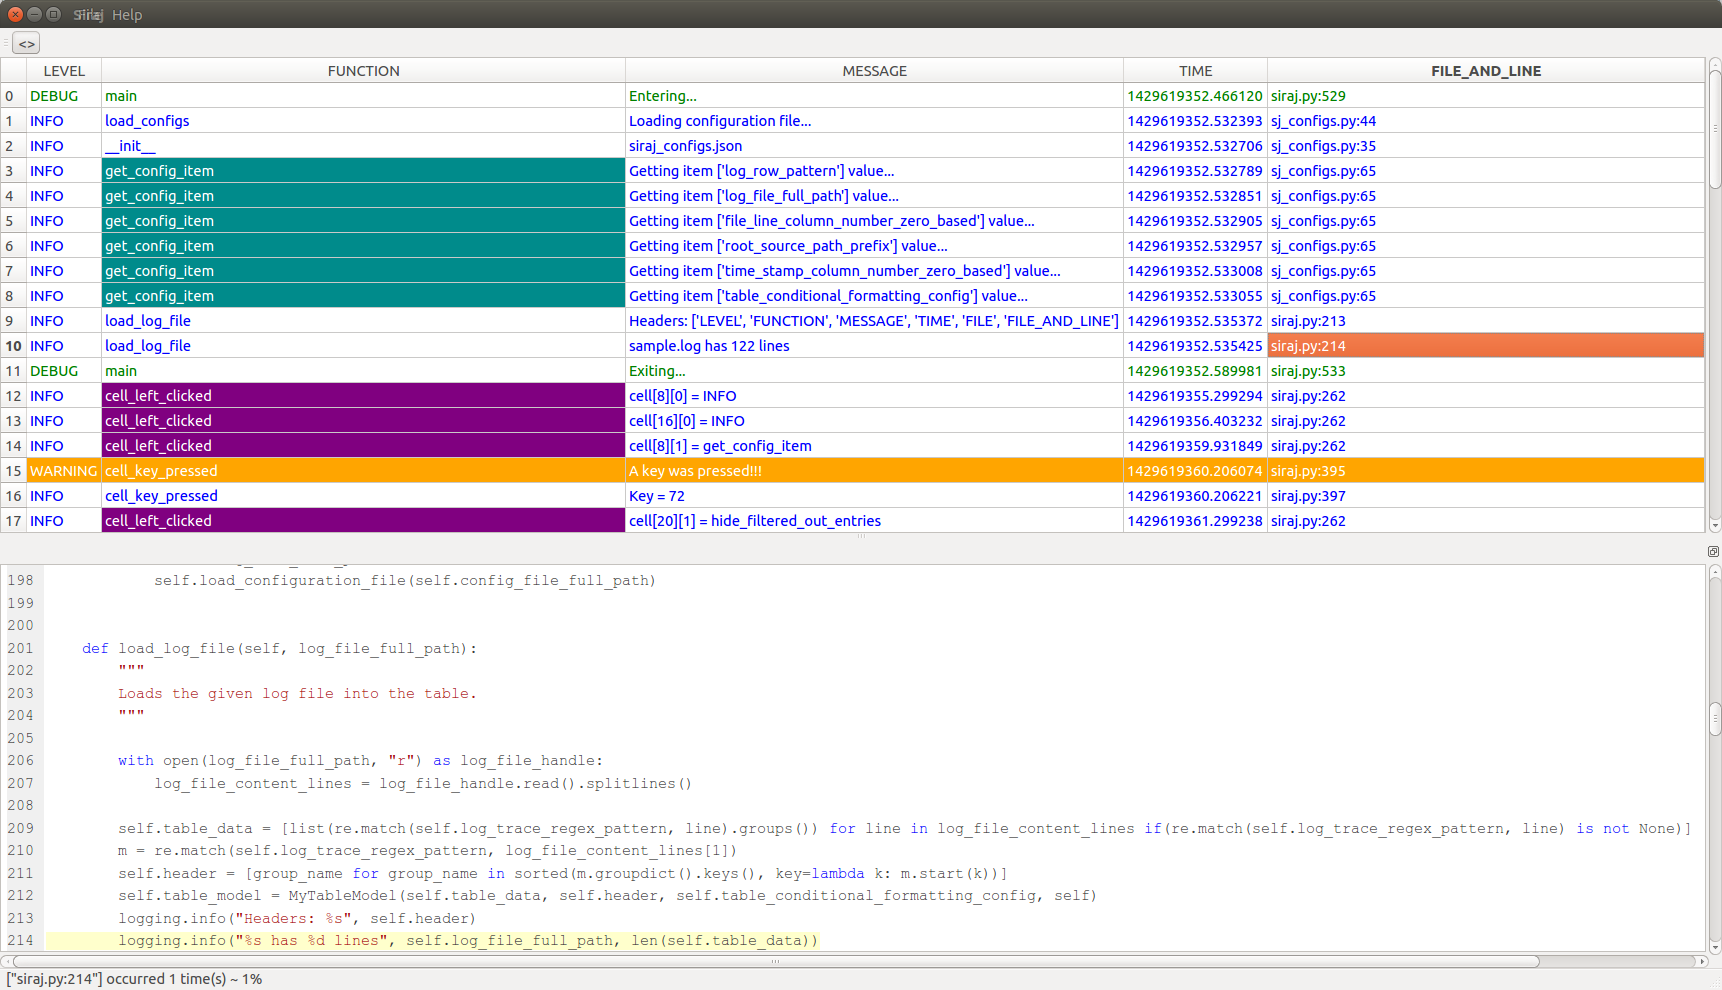 Siraj File Help
<>
LEVEL FUNCTION MESSAGE TIME FILE_AND_LINE
0 DEBUG main Entering... 1429619352.466120 siraj.py:529
1 INFO load_configs Loading configuration file... 1429619352.532393 sj_configs.py:44
2 INFO __init__ siraj_configs.json 1429619352.532706 sj_configs.py:35
3 INFO get_config_item Getting item ['log_row_pattern'] value... 1429619352.532789 sj_configs.py:65
4 INFO get_config_item Getting item ['log_file_full_path'] value... 1429619352.532851 sj_configs.py:65
5 INFO get_config_item Getting item ['file_line_column_number_zero_based'] value... 1429619352.532905 sj_configs.py:65
6 INFO get_config_item Getting item ['root_source_path_prefix'] value... 1429619352.532957 sj_configs.py:65
7 INFO get_config_item Getting item ['time_stamp_column_number_zero_based'] value... 1429619352.533008 sj_configs.py:65
8 INFO get_config_item Getting item ['table_conditional_formatting_config'] value... 1429619352.533055 sj_configs.py:65
9 INFO load_log_file Headers: ['LEVEL', 'FUNCTION', 'MESSAGE', 'TIME', 'FILE', 'FILE_AND_LINE'] 1429619352.535372 siraj.py:213
10 INFO load_log_file sample.log has 122 lines 1429619352.535425 siraj.py:214
11 DEBUG main Exiting... 1429619352.589981 siraj.py:533
12 INFO cell_left_clicked cell[8][0] = INFO 1429619355.299294 siraj.py:262
13 INFO cell_left_clicked cell[16][0] = INFO 1429619356.403232 siraj.py:262
14 INFO cell_left_clicked cell[8][1] = get_config_item 1429619359.931849 siraj.py:262
15 WARNING cell_key_pressed A key was pressed!!! 1429619360.206074 siraj.py:395
16 INFO cell_key_pressed Key = 72 1429619360.206221 siraj.py:397
17 INFO cell_left_clicked cell[20][1] = hide_filtered_out_entries 1429619361.299238 siraj.py:262
198 self.load_configuration_file(self.config_file_full_path)
199
200
201 def load_log_file(self, log_file_full_path):
202 """
203 Loads the given log file into the table.
204 """
205
206 with open(log_file_full_path, "r") as log_file_handle:
207 log_file_content_lines = log_file_handle.read().splitlines()
208
209 self.table_data = [list(re.match(self.log_trace_regex_pattern, line).groups()) for line in log_file_content_lines if(re.match(self.log_trace_regex_pattern, line) is not None)]
210 m = re.match(self.log_trace_regex_pattern, log_file_content_lines[1])
211 self.header = [group_name for group_name in sorted(m.groupdict().keys(), key=lambda k: m.start(k))]
212 self.table_model = MyTableModel(self.table_data, self.header, self.table_conditional_formatting_config, self)
213 logging.info("Headers: %s", self.header)
214 logging.info("%s has %d lines", self.log_file_full_path, len(self.table_data))
["siraj.py:214"] occurred 1 time(s) ~ 1%